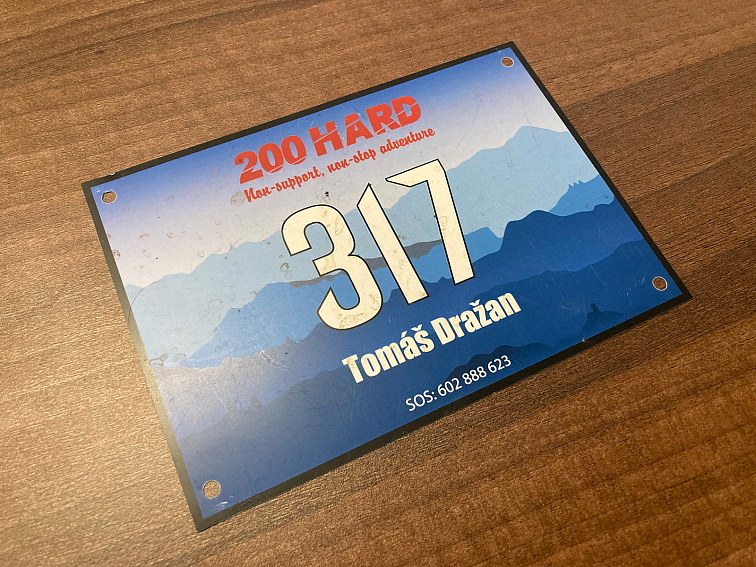 200 HARD
Non-support, non-stop adventure
317
Tomáš Dražan
SOS: 602 888 623